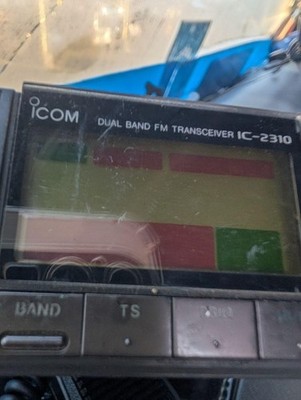 ICOM
DUAL BAND FM TRANSCEIVER IC-2310
BAND
TS